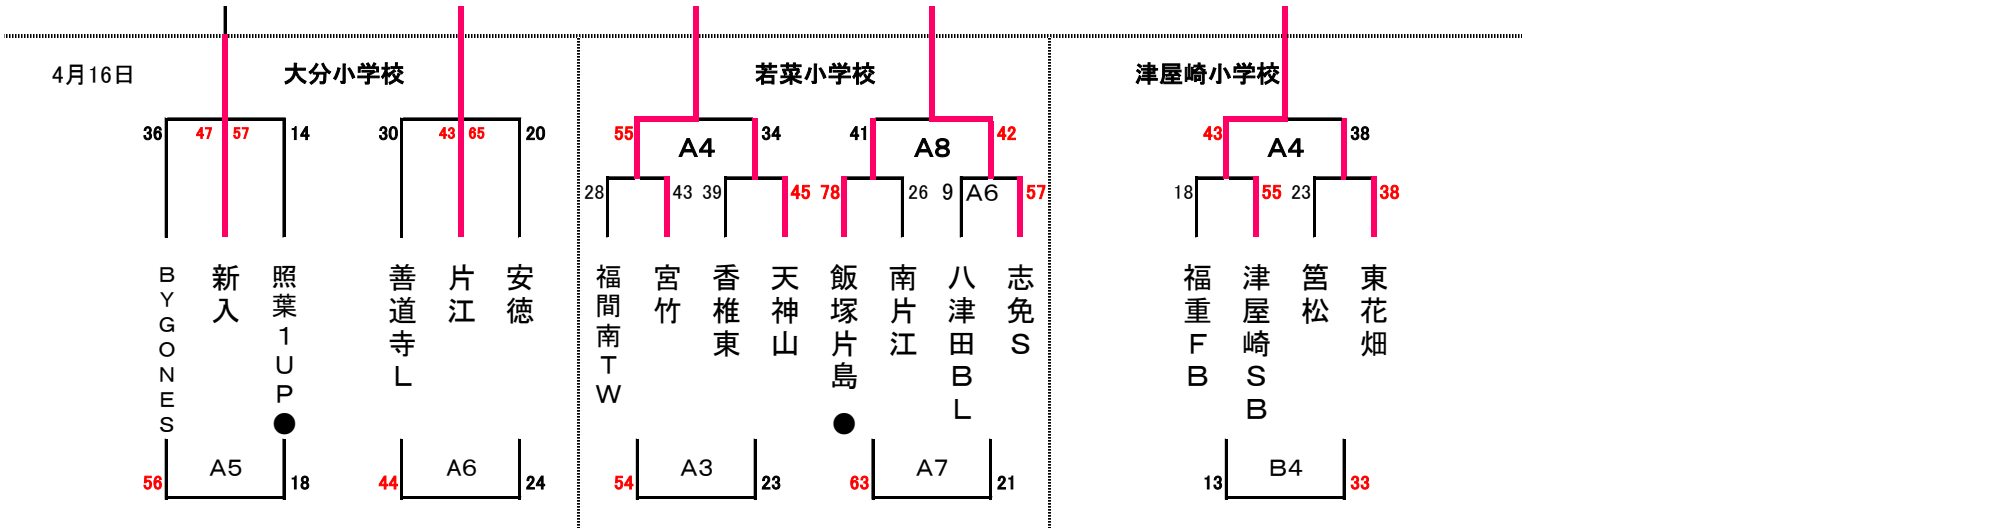 4月16日
大分小学校
若菜小学校
津屋崎小学校
36 47 57 14
30 43 65 20
55 A4 34
41 A8 42
43 A4 38
28 43 39 45 78 26 9 A6 57
18 55 23 38
BYGONES
新入
照葉1UP●
善道寺L
片江
安徳
福間南TW
宮竹
香椎東
天神山
飯塚片島●
南片江
八津田BL
志免S
福重FB
津屋崎SB
筥松
東花畑
56 A5 18
44 A6 24
54 A3 23
63 A7 21
13 B4 33